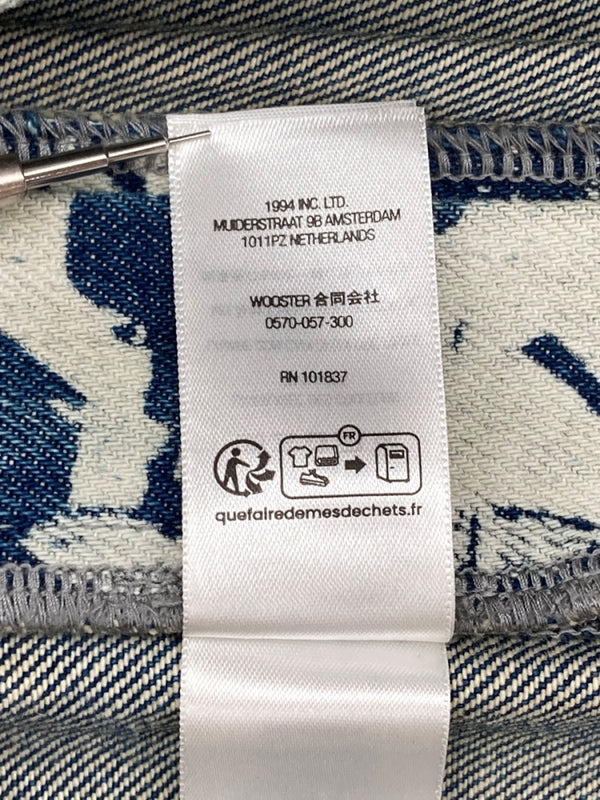 1994 INC. LTD.
MUIDERSTRAAT 9B AMSTERDAM
1011PZ NETHERLANDS
WOOSTER 合同会社
0570-057-300
RN 101837
FR
quefairedemesdechets.fr